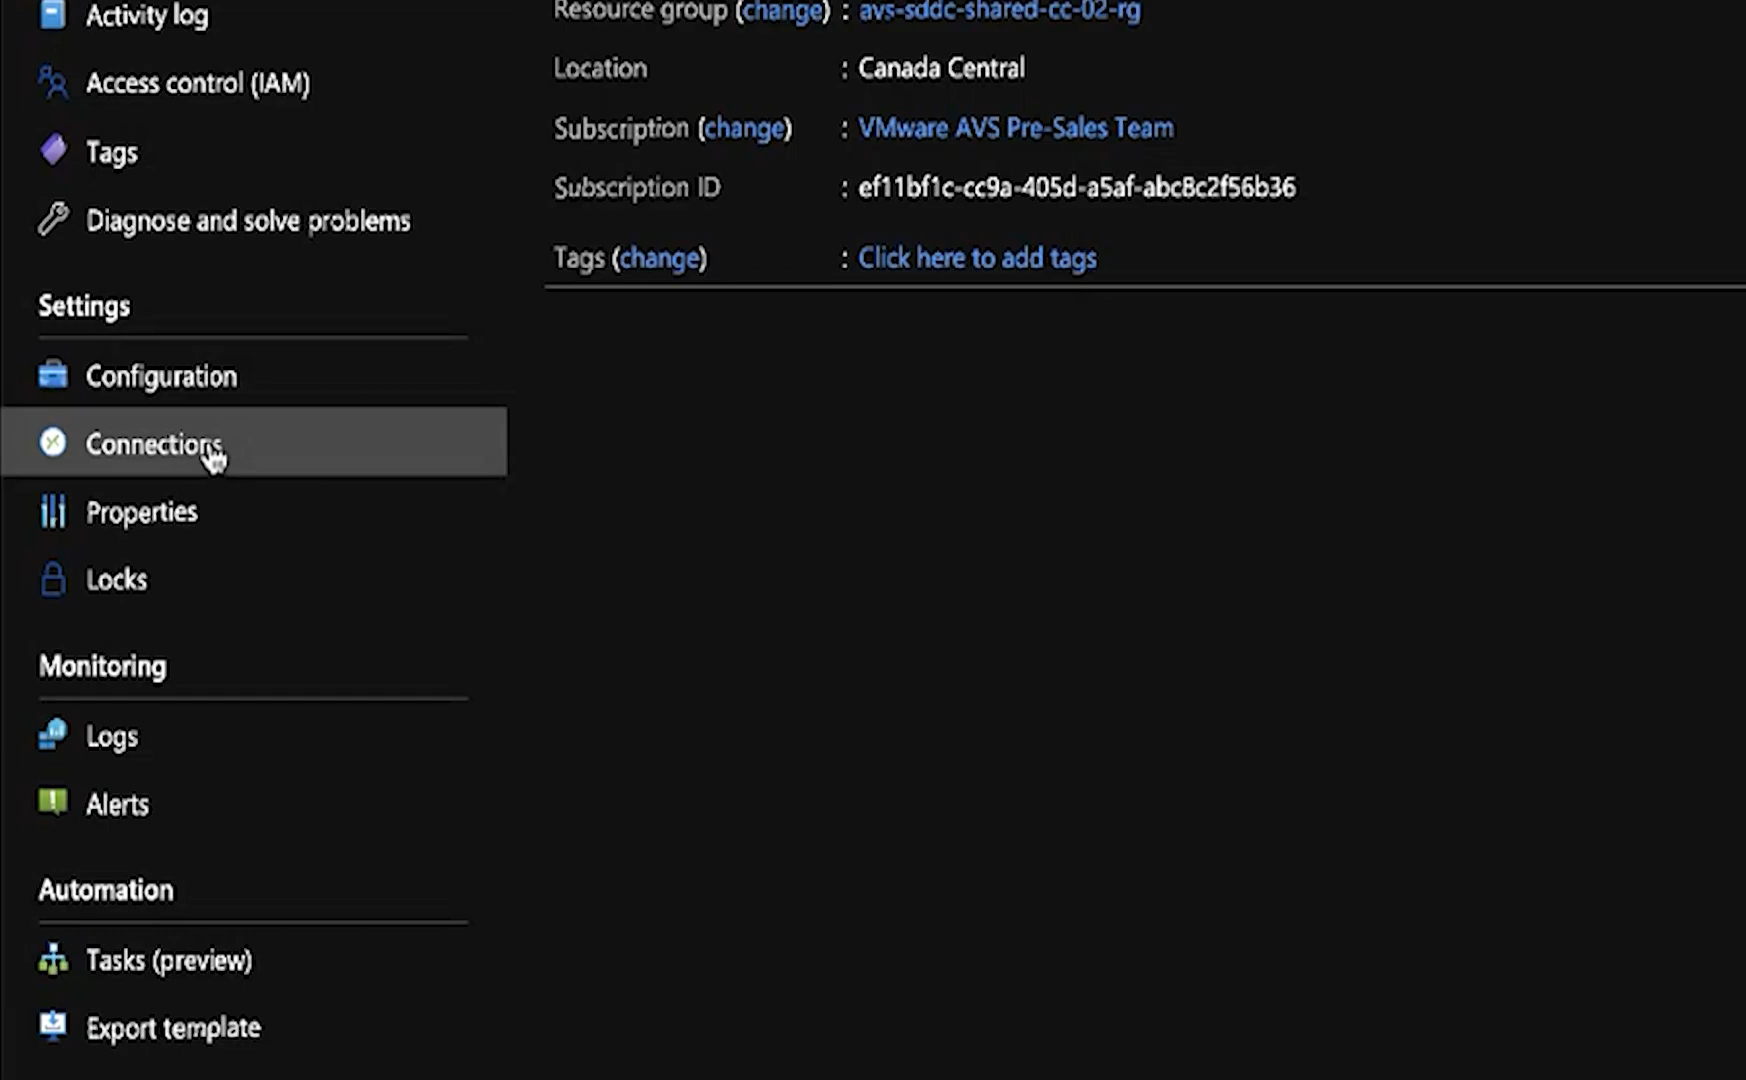 Activity log
Access control (IAM)
Tags
Diagnose and solve problems
Settings
Configuration
Connections
Properties
Locks
Monitoring
Logs
Alerts
Automation
Tasks (preview)
Export template
Resource group (change) : avs-sddc-shared-cc-02-rg
Location : Canada Central
Subscription (change) : VMware AVS Pre-Sales Team
Subscription ID : ef11bf1c-cc9a-405d-a5af-abc8c2f56b36
Tags (change) : Click here to add tags